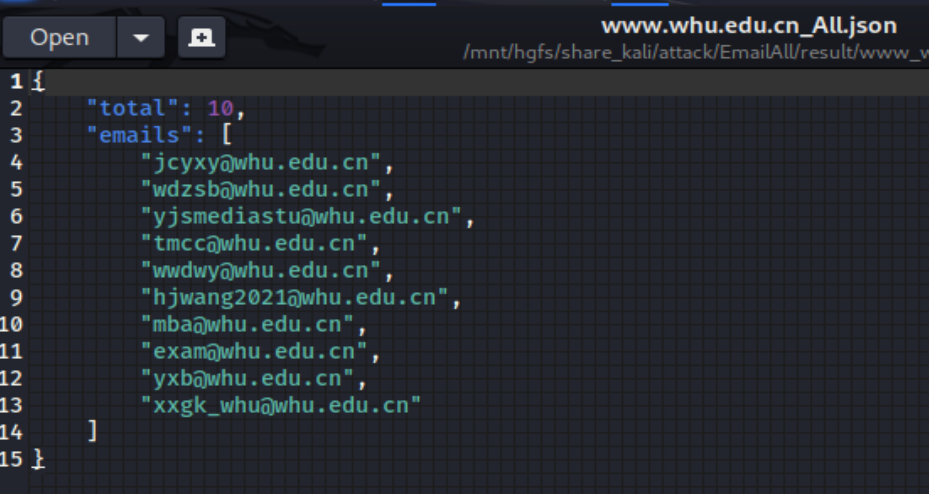 Open
www.whu.edu.cn_All.json
/mnt/hgfs/share_kali/attack/EmailAll/result/www_w
1 {
2 "total": 10,
3 "emails": [
4 "jcyxy@whu.edu.cn",
5 "wdzsb@whu.edu.cn",
6 "yjsmediastu@whu.edu.cn",
7 "tmcc@whu.edu.cn",
8 "wwdwy@whu.edu.cn",
9 "hjwang2021@whu.edu.cn",
10 "mba@whu.edu.cn",
11 "exam@whu.edu.cn",
12 "yxb@whu.edu.cn",
13 "xxgk_whu@whu.edu.cn"
14 ]
15 }